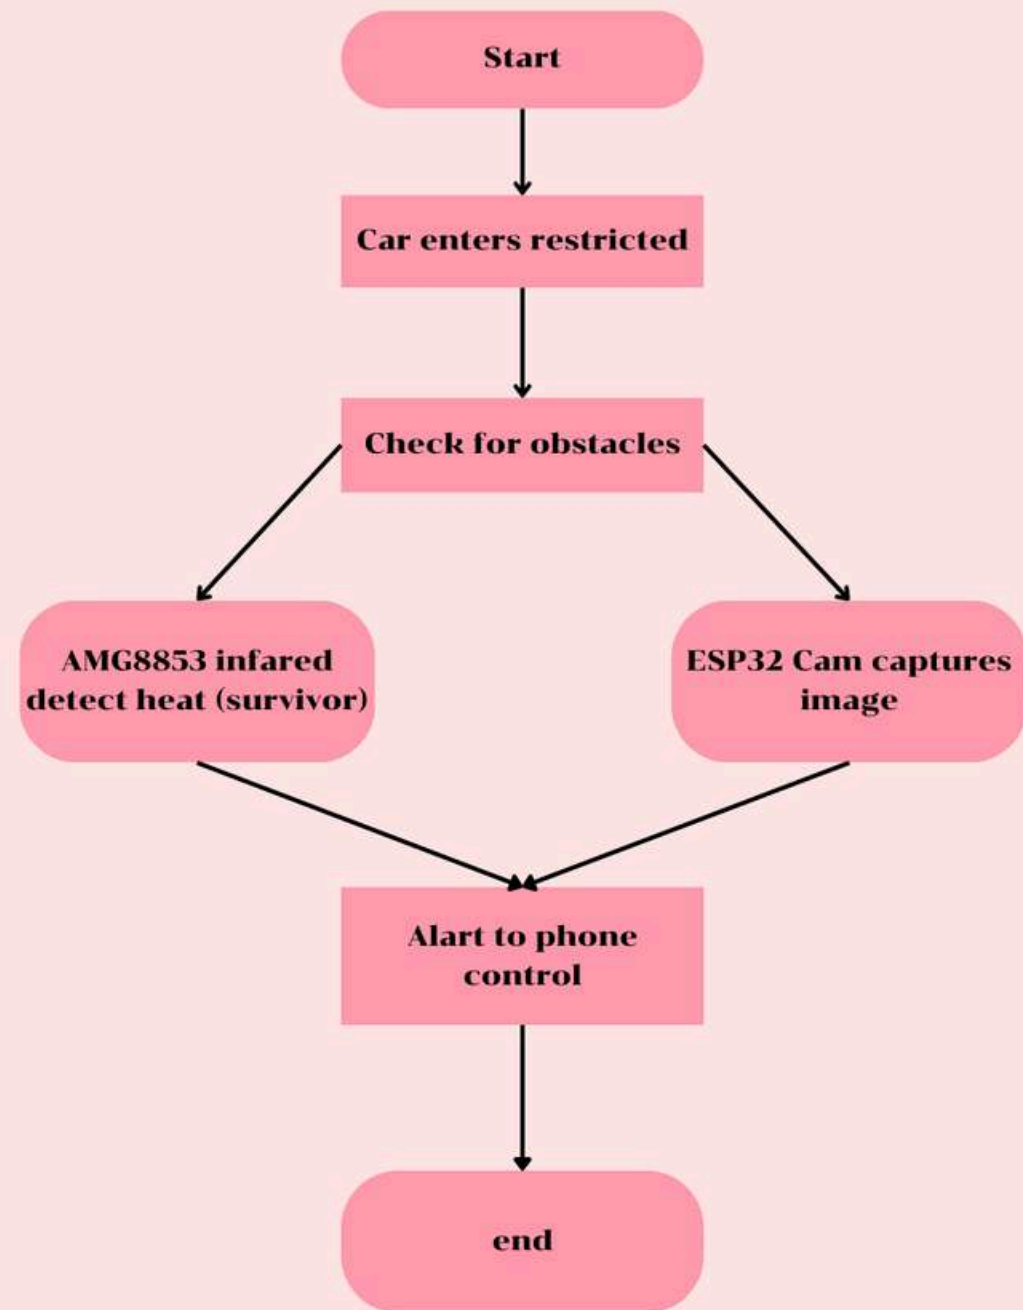 Start
Car enters restricted
Check for obstacles
AMG8853 infared
detect heat (survivor)
ESP32 Cam captures
image
Alart to phone
control
end